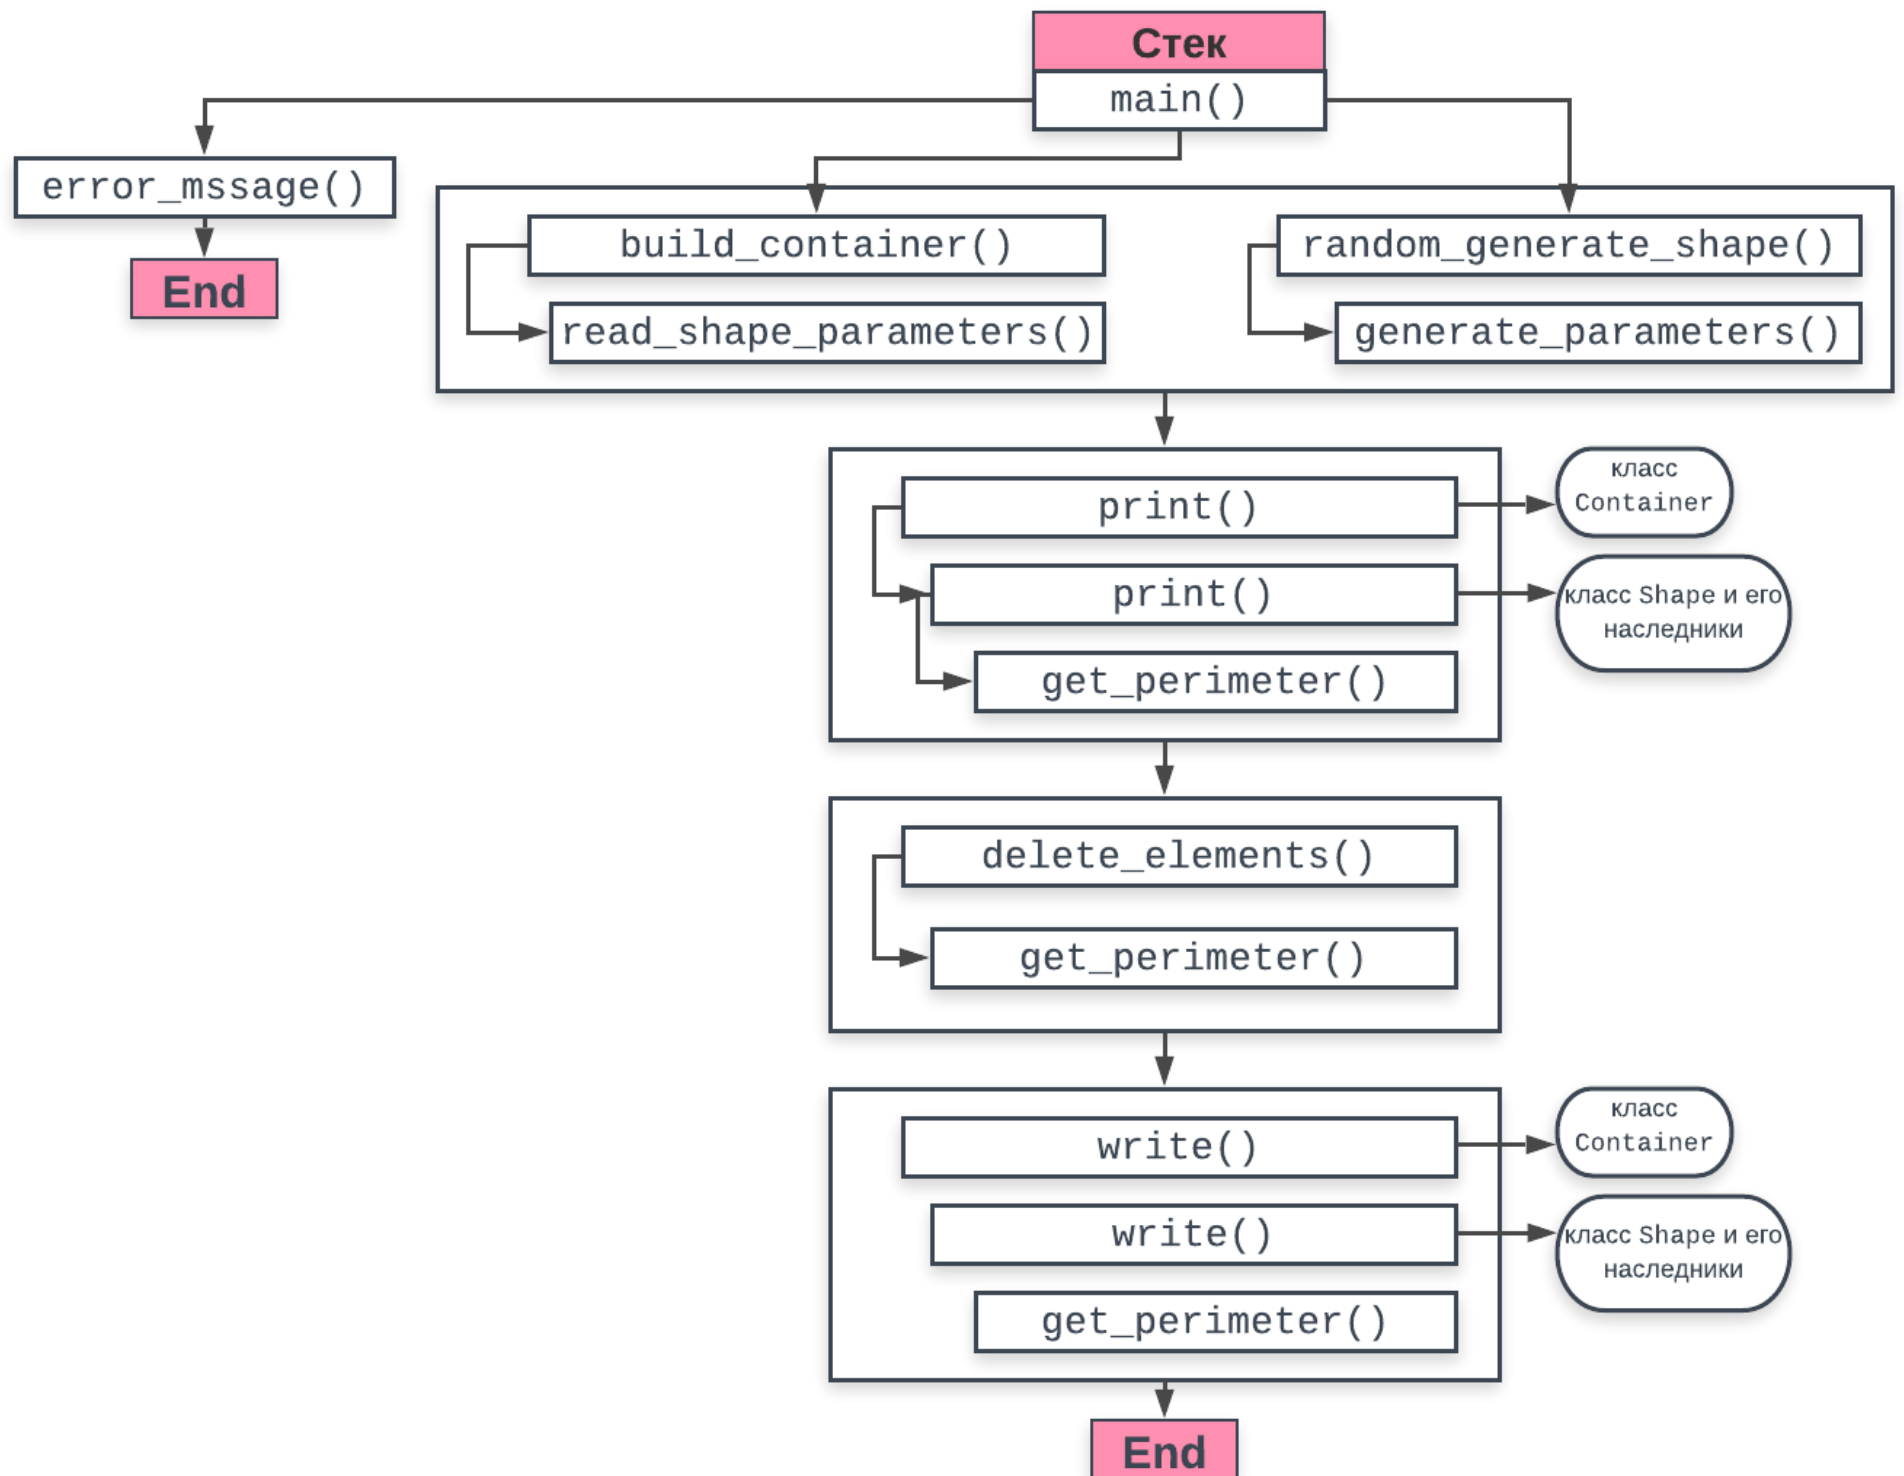 Стек
main()
error_mssage()
End
build_container()
random_generate_shape()
read_shape_parameters()
generate_parameters()
print()
класс
Container
print()
класс Shape и его
наследники
get_perimeter()
delete_elements()
get_perimeter()
write()
класс
Container
write()
класс Shape и его
наследники
get_perimeter()
End